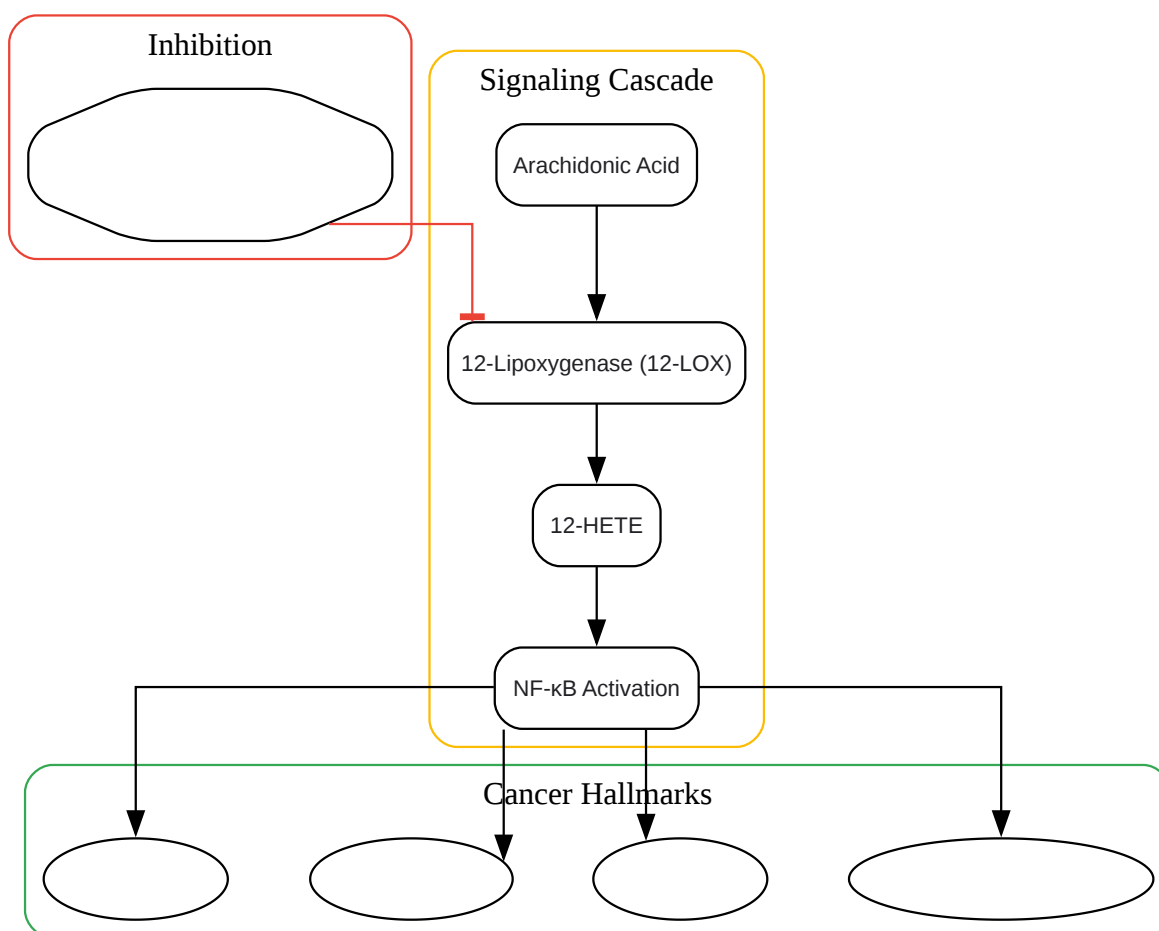 Inhibition
Signaling Cascade
Arachidonic Acid
12-Lipoxygenase (12-LOX)
12-HETE
NF-κB Activation
Cancer Hallmarks